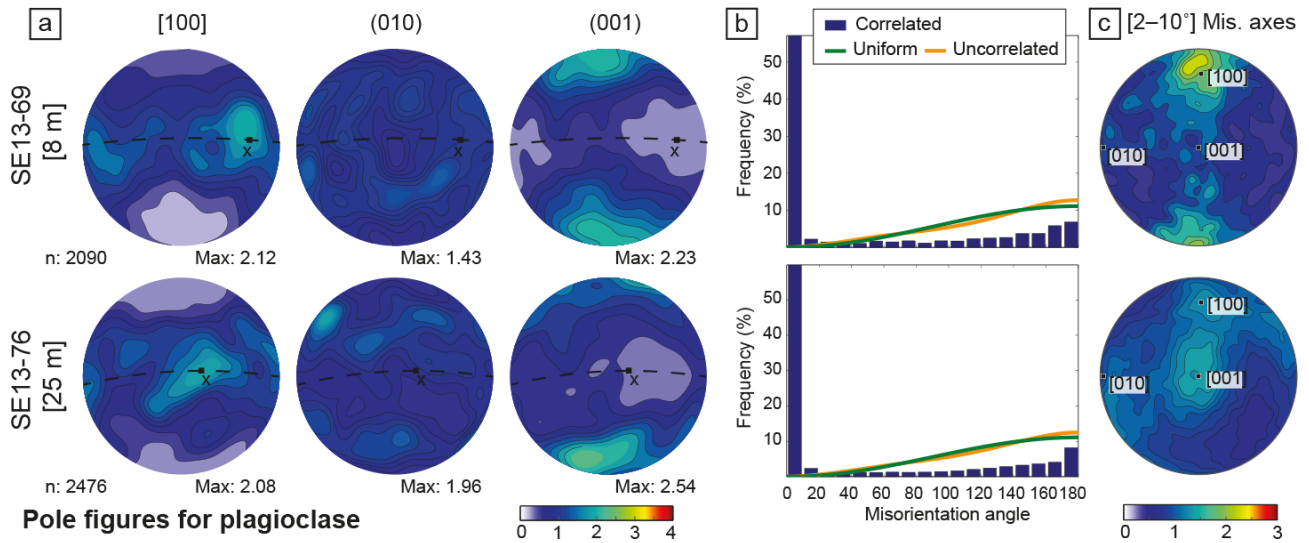 a [100] (010) (001)
SE13-69
[8 m]
X X X
n: 2090 Max: 2.12 Max: 1.43 Max: 2.23
SE13-76
[25 m]
X X X
n: 2476 Max: 2.08 Max: 1.96 Max: 2.54
Pole figures for plagioclase
0 1 2 3 4
b
Correlated
Uniform Uncorrelated
Frequency (%)
50
40
30
20
10
Frequency (%)
50
40
30
20
10
0 20 40 60 80 100 120 140 160 180
Misorientation angle
c [2–10°] Mis. axes
[100]
[010] [001]
[100]
[010] [001]
0 1 2 3